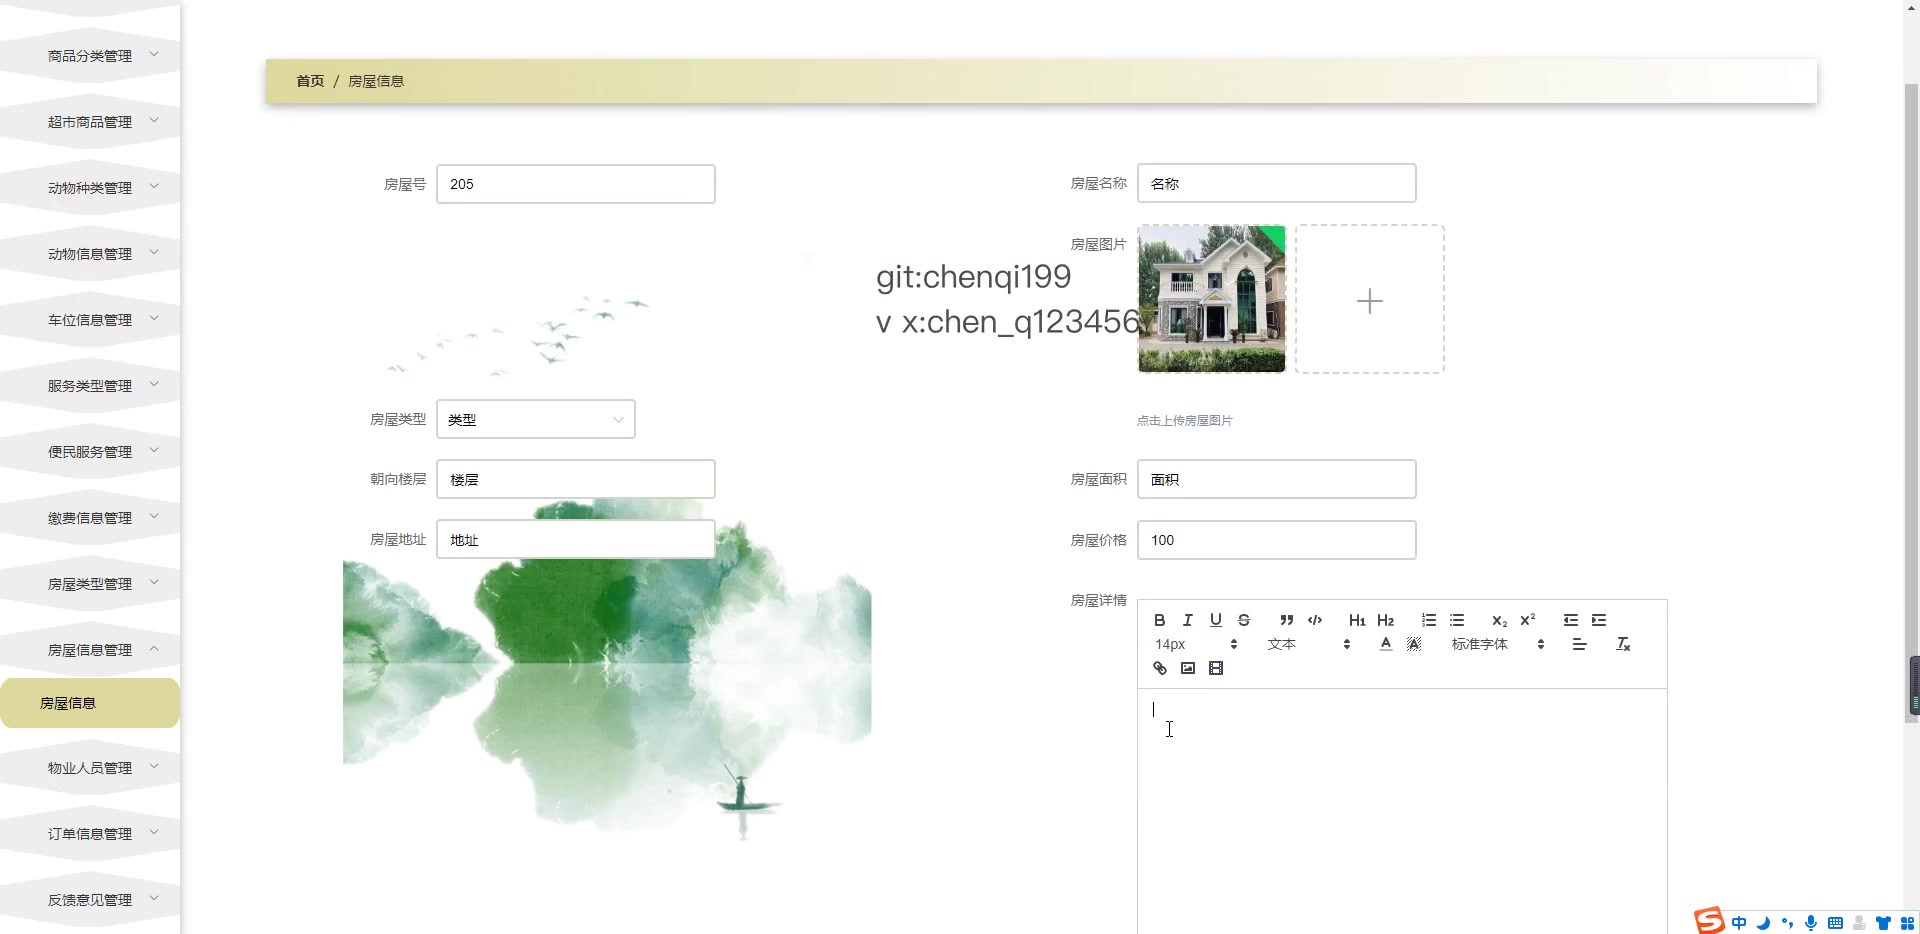 商品分类管理
超市商品管理
动物种类管理
动物信息管理
车位信息管理
服务类型管理
便民服务管理
缴费信息管理
房屋类型管理
房屋信息管理
房屋信息
物业人员管理
订单信息管理
反馈意见管理
首页 / 房屋信息
房屋号 205
房屋名称 名称
房屋图片
git:chenqi199
v x:chen_q123456
点击上传房屋图片
房屋类型 类型
朝向楼层 楼层
房屋面积 面积
房屋地址 地址
房屋价格 100
房屋详情
14px 文本 标准字体
中